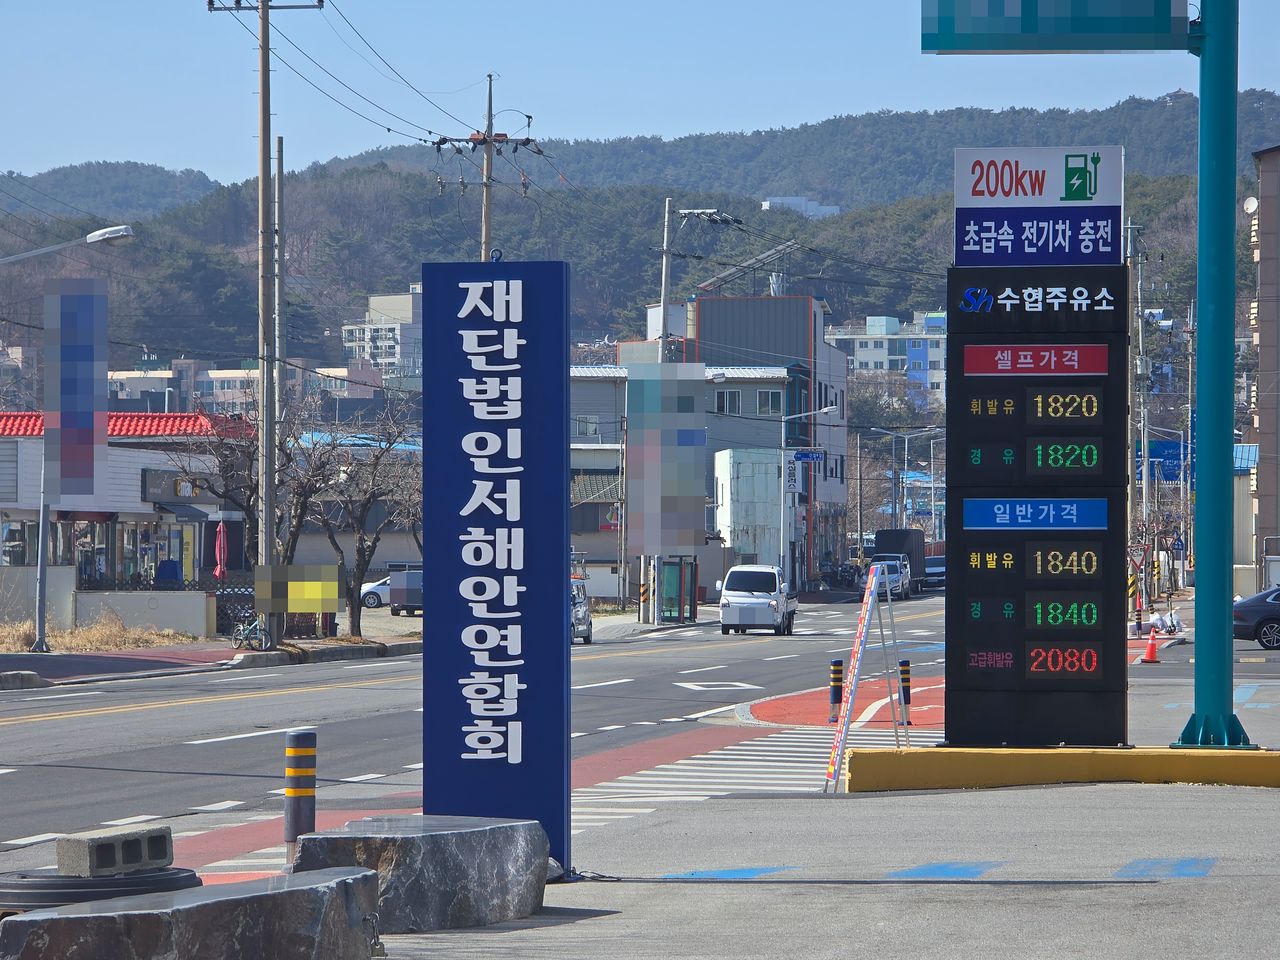 재단법인서해안연합회
200kw
초급속 전기차 충전
Sh수협주유소
셀프가격
휘발유 1820
경유 1820
일반가격
휘발유 1840
경유 1840
고급휘발유 2080